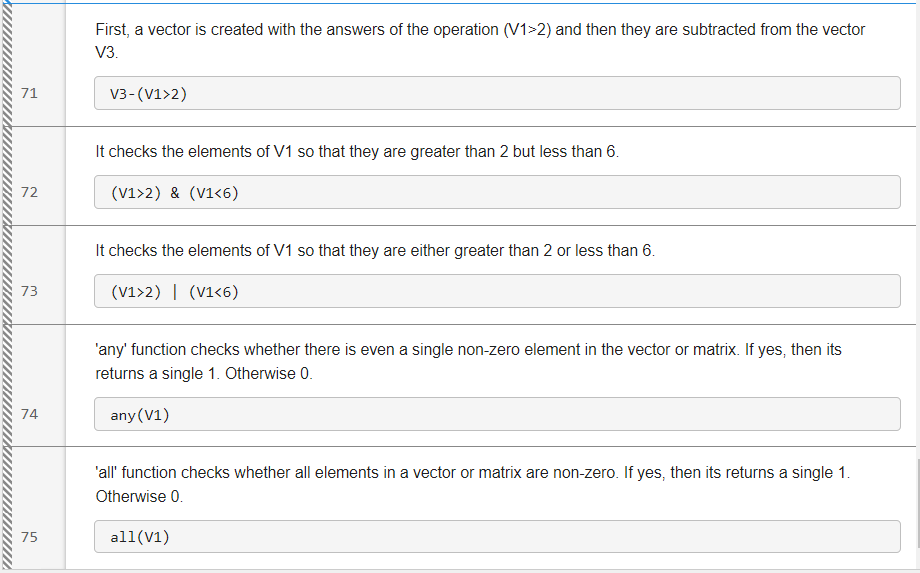 First, a vector is created with the answers of the operation (V1>2) and then they are subtracted from the vector
V3.
71
V3-(V1>2)
It checks the elements of V1 so that they are greater than 2 but less than 6.
72
(V1>2) & (V1<6)
It checks the elements of V1 so that they are either greater than 2 or less than 6.
73
(V1>2) | (V1<6)
'any' function checks whether there is even a single non-zero element in the vector or matrix. If yes, then its
returns a single 1. Otherwise 0.
74
any(V1)
'all' function checks whether all elements in a vector or matrix are non-zero. If yes, then its returns a single 1.
Otherwise 0.
75
all(V1)